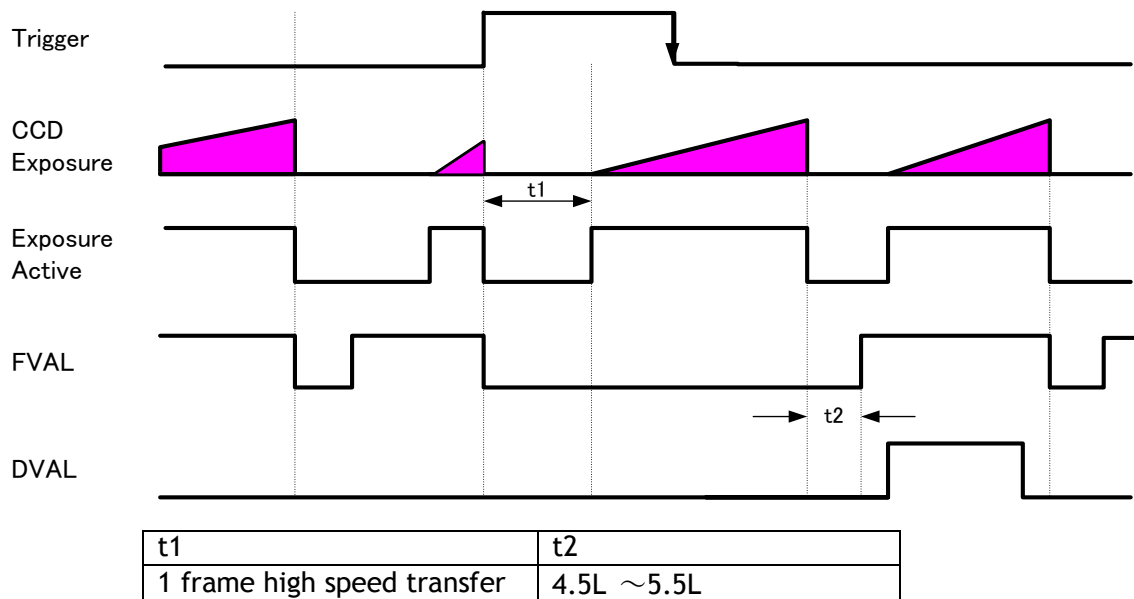 Trigger
CCD
Exposure
t1
Exposure
Active
FVAL
t2
DVAL
t1 t2
1 frame high speed transfer 4.5L ～5.5L